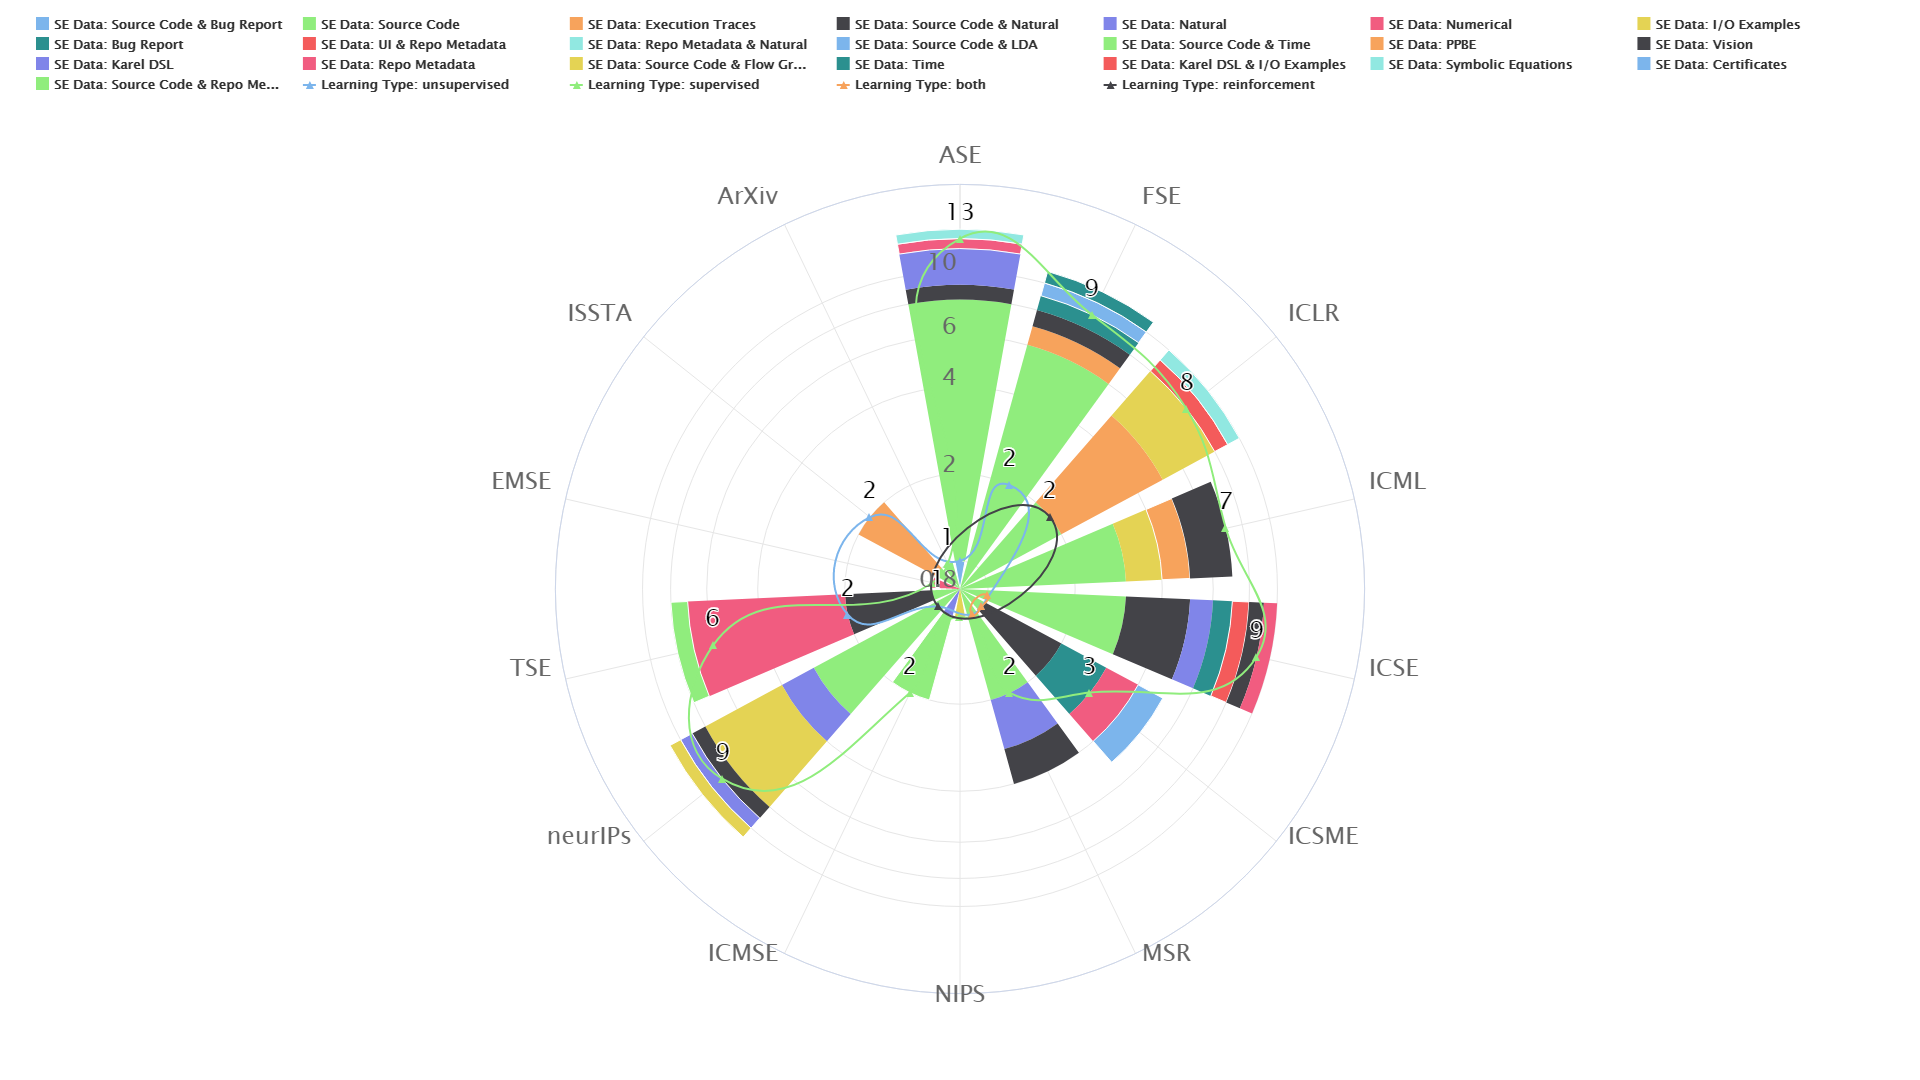 SE Data: Source Code & Bug Report
SE Data: Source Code
SE Data: Execution Traces
SE Data: Source Code & Natural
SE Data: Natural
SE Data: Numerical
SE Data: I/O Examples
SE Data: Bug Report
SE Data: UI & Repo Metadata
SE Data: Repo Metadata & Natural
SE Data: Source Code & LDA
SE Data: Source Code & Time
SE Data: PPBE
SE Data: Vision
SE Data: Karel DSL
SE Data: Repo Metadata
SE Data: Source Code & Flow Gr...
SE Data: Time
SE Data: Karel DSL & I/O Examples
SE Data: Symbolic Equations
SE Data: Certificates
SE Data: Source Code & Repo Me...
Learning Type: unsupervised
Learning Type: supervised
Learning Type: both
Learning Type: reinforcement
ASE
ArXiv
FSE
13
10
9
ISSTA
ICLR
6
4
8
2
2
EMSE
ICML
2
2
7
1
0
1
8
2
6
9
TSE
2
2
3
ICSE
9
neurIPs
ICSME
ICMSE
MSR
NIPS